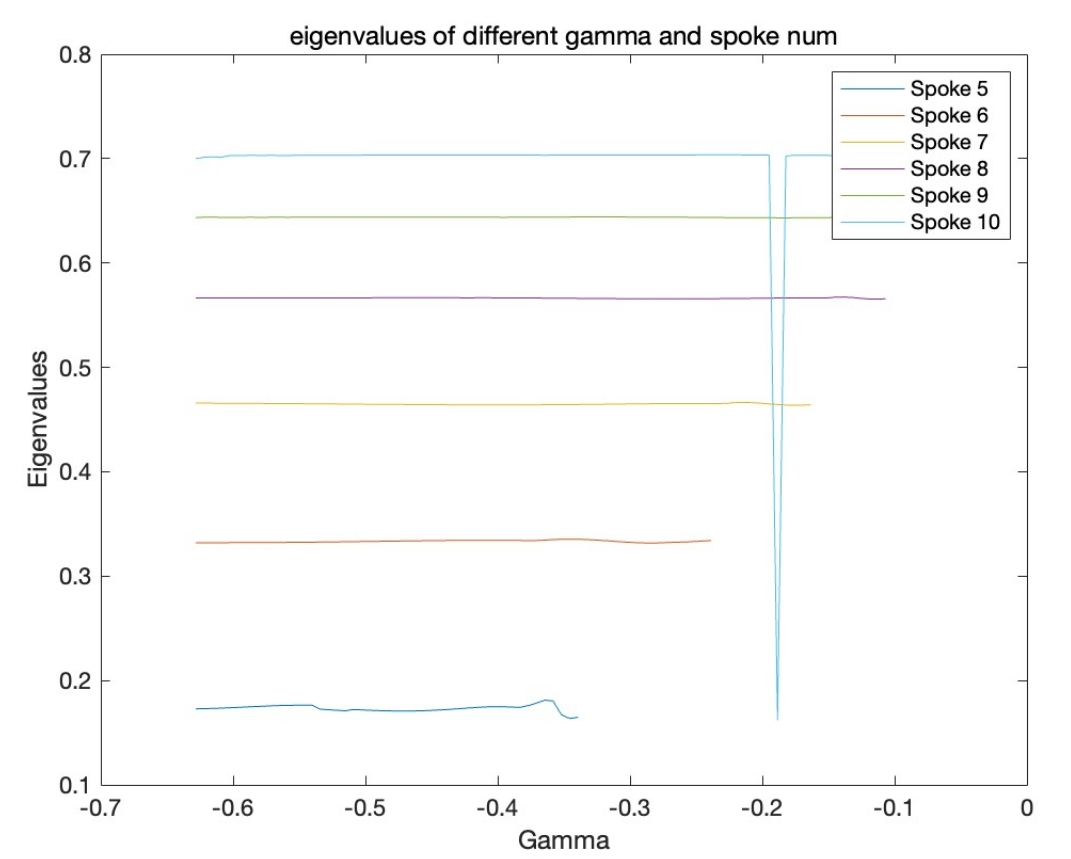 eigenvalues of different gamma and spoke num
0.8
0.7
0.6
0.5
0.4
0.3
0.2
0.1
Eigenvalues
Spoke 5
Spoke 6
Spoke 7
Spoke 8
Spoke 9
Spoke 10
-0.7 -0.6 -0.5 -0.4 -0.3 -0.2 -0.1 0
Gamma